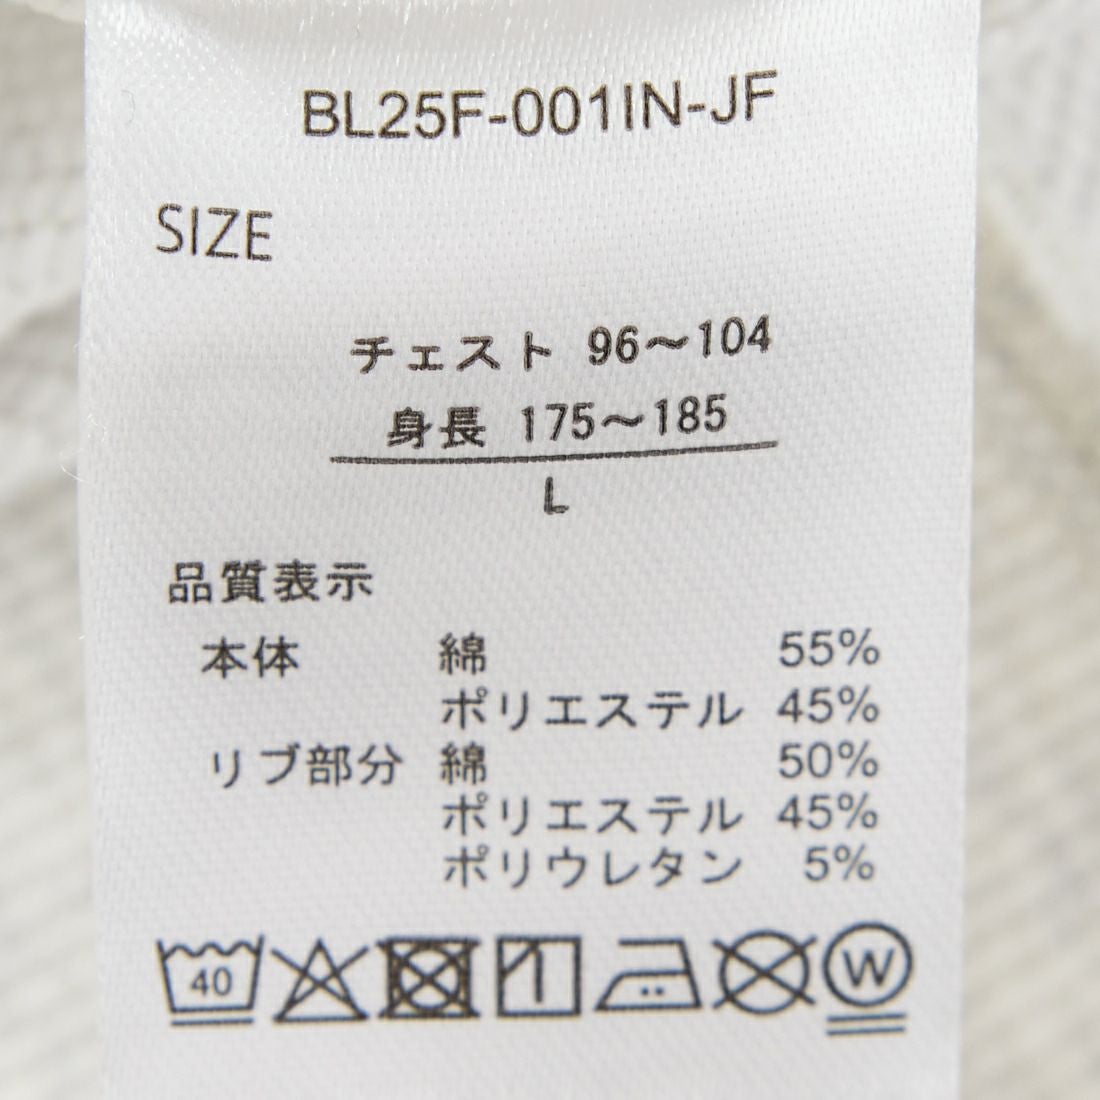 BL25F-001IN-JF
SIZE
チェスト 96～104
身長 175～185
L
品質表示
本体 綿 55%
ポリエステル 45%
リブ部分 綿 50%
ポリエステル 45%
ポリウレタン 5%
40 W